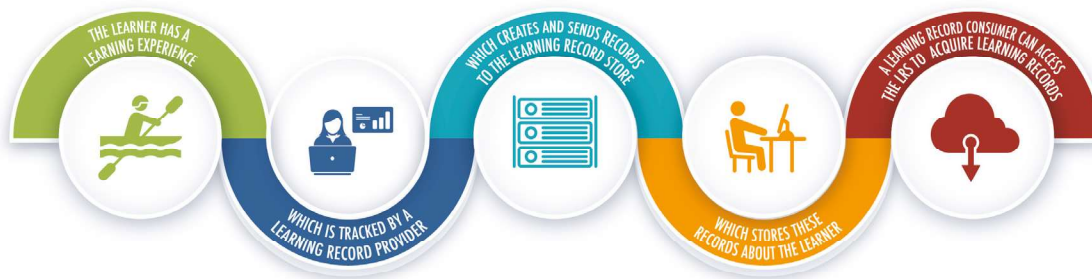 THE LEARNER HAS A
LEARNING EXPERIENCE
WHICH IS TRACKED BY A
LEARNING RECORD PROVIDER
WHICH CREATES AND SENDS RECORDS
TO THE LEARNING RECORD STORE
WHICH STORES THESE
RECORDS ABOUT THE LEARNER
A LEARNING RECORD CONSUMER CAN ACCESS
THE LRS TO ACQUIRE LEARNING RECORDS